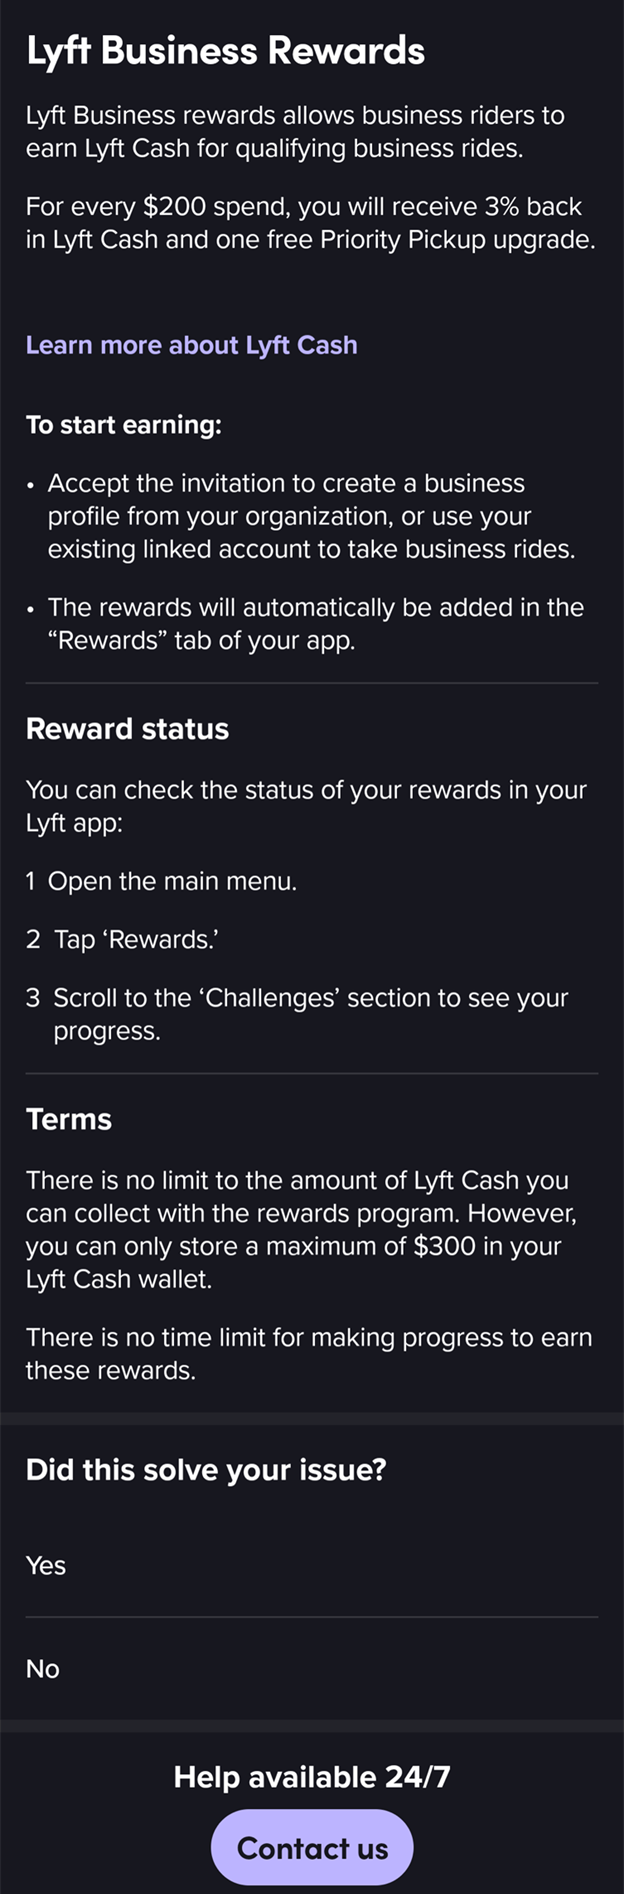 Lyft Business Rewards
Lyft Business rewards allows business riders to
earn Lyft Cash for qualifying business rides.
For every $200 spend, you will receive 3% back
in Lyft Cash and one free Priority Pickup upgrade.
Learn more about Lyft Cash
To start earning:
• Accept the invitation to create a business
profile from your organization, or use your
existing linked account to take business rides.
• The rewards will automatically be added in the
“Rewards” tab of your app.
Reward status
You can check the status of your rewards in your
Lyft app:
1 Open the main menu.
2 Tap ‘Rewards.’
3 Scroll to the ‘Challenges’ section to see your
progress.
Terms
There is no limit to the amount of Lyft Cash you
can collect with the rewards program. However,
you can only store a maximum of $300 in your
Lyft Cash wallet.
There is no time limit for making progress to earn
these rewards.
Did this solve your issue?
Yes
No
Help available 24/7
Contact us